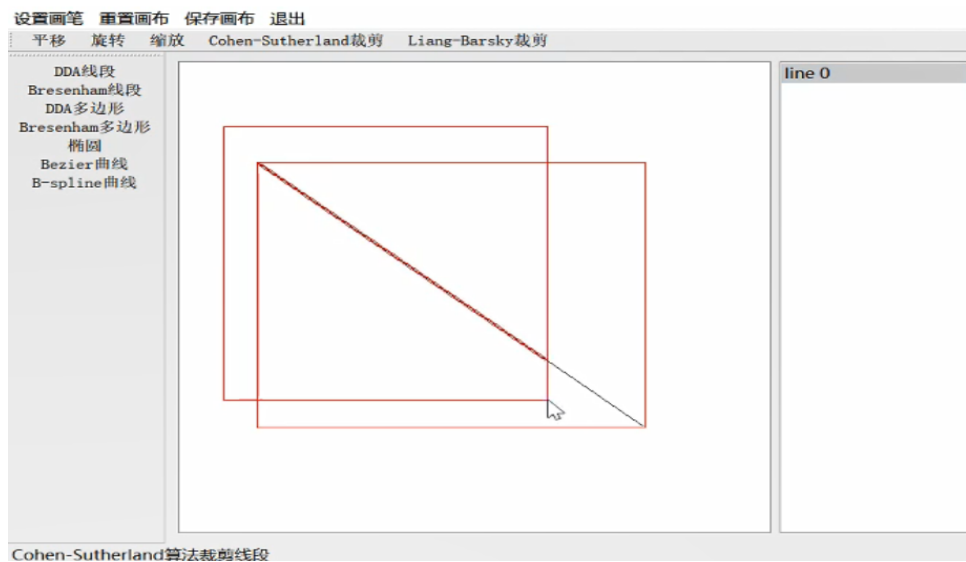 设置画笔 重置画布 保存画布 退出
平移 旋转 缩放 Cohen-Sutherland裁剪 Liang-Barsky裁剪
DDA线段
Bresenham线段
DDA多边形
Bresenham多边形
椭圆
Bezier曲线
B-spline曲线
line 0
Cohen-Sutherland算法裁剪线段